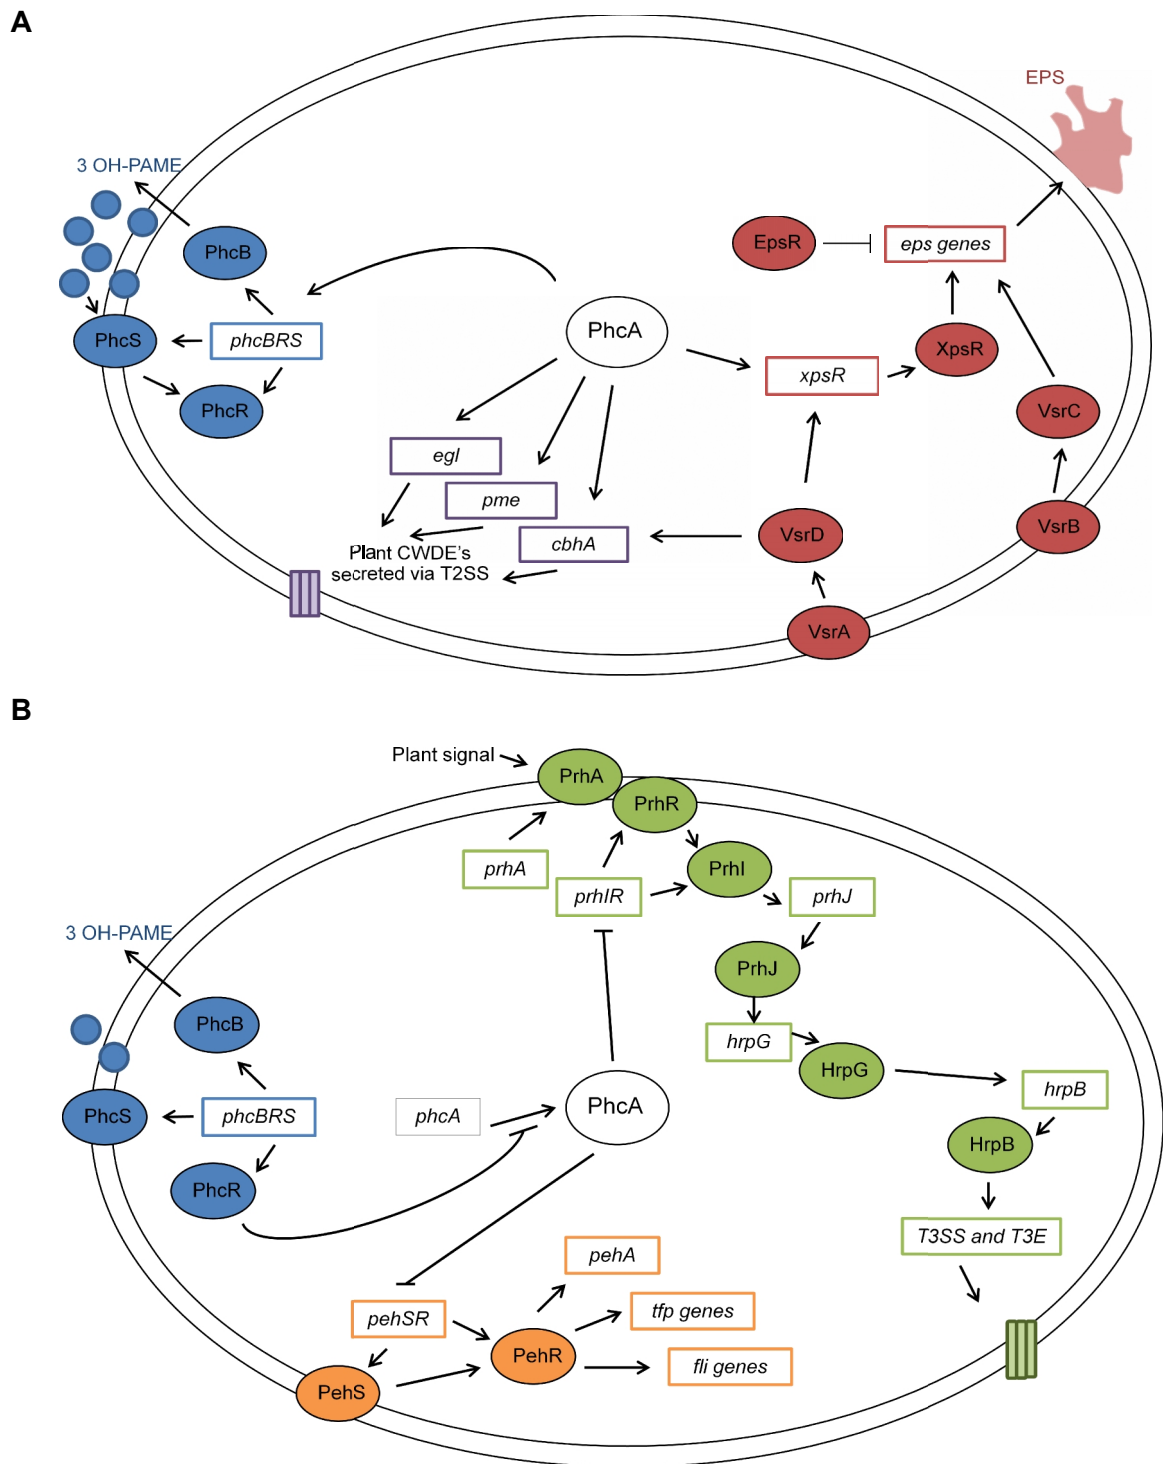 A
EPS
3 OH-PAME
PhcB
EpsR
eps genes
PhcS
phcBRS
PhcA
XpsR
xpsR
PhcR
VsrC
egl
pme
VsrB
cbhA
VsrD
Plant CWDE's
secreted via T2SS
VsrA
B
Plant signal
PrhA
PrhR
prhA
PrhI
prhIR
prhJ
3 OH-PAME
PrhJ
PhcB
hrpG
HrpG
hrpB
PhcS
phcBRS
phcA
PhcA
HrpB
PhcR
T3SS and T3E
pehA
pehSR
tfp genes
PehR
fli genes
PehS